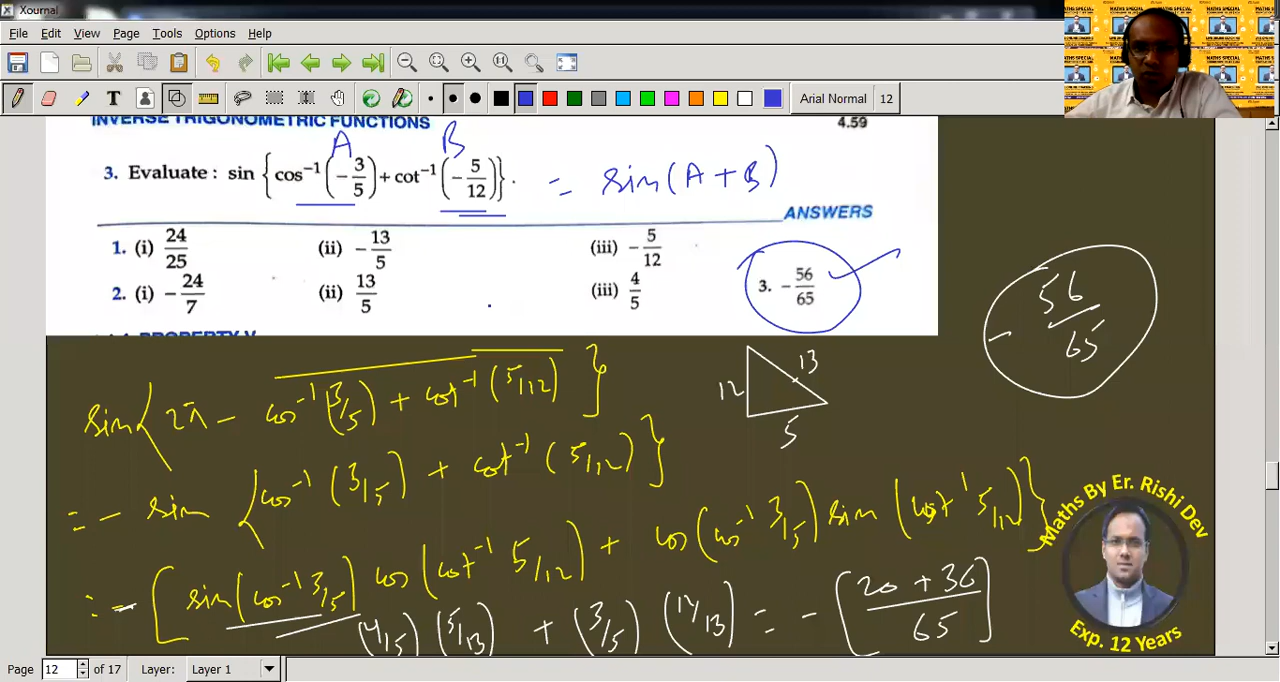 Xournal
File Edit View Page Tools Options Help
Arial Normal 12
INVERSE TRIGONOMETRIC FUNCTIONS 4.59
A B
3. Evaluate : sin {cos⁻¹(-3/5) + cot⁻¹(-5/12)}. = sin(A+B)
ANSWERS
1. (i) 24/25 (ii) -13/5 (iii) -5/12
2. (i) -24/7 (ii) 13/5 (iii) 4/5
3. -56/65
-56/65
sin{2π - cos⁻¹(3/5) + cot⁻¹(5/12)}
12 13 5
= - sin{cos⁻¹(3/5) + cot⁻¹(5/12)}
= -[sin(cos⁻¹ 3/5) cos(cot⁻¹ 5/12) + cos(cos⁻¹ 3/5) sin(cot⁻¹ 5/12)}
(4/5)(5/13) + (3/5)(12/13) = -[20+36/65]
Maths By Er. Rishi Dev
Exp. 12 Years
Page 12 of 17 Layer: Layer 1